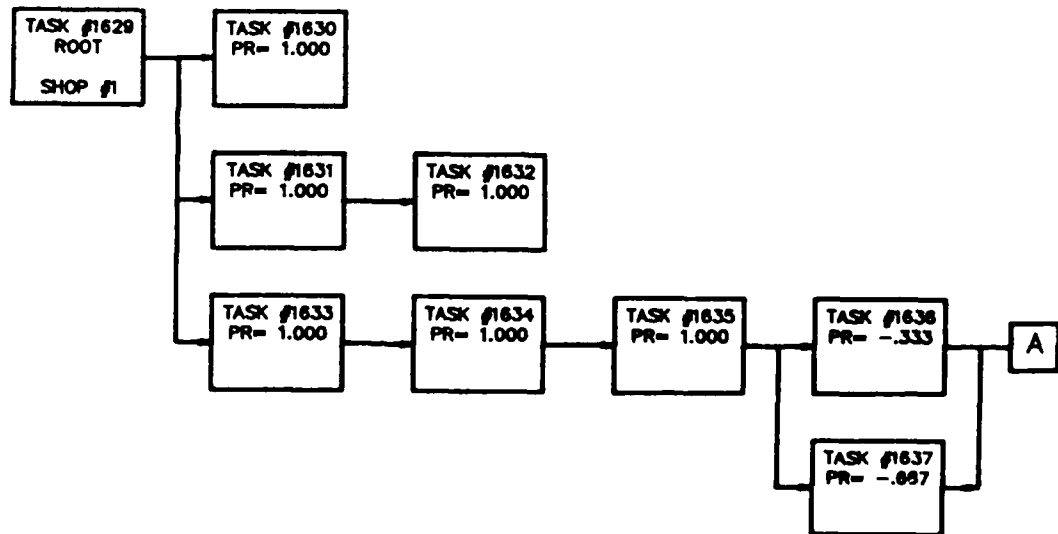 TASK #1629
ROOT
SHOP #1
TASK #1630
PR= 1.000
TASK #1631
PR= 1.000
TASK #1632
PR= 1.000
TASK #1633
PR= 1.000
TASK #1634
PR= 1.000
TASK #1635
PR= 1.000
TASK #1636
PR= -.333
A
TASK #1637
PR= -.667